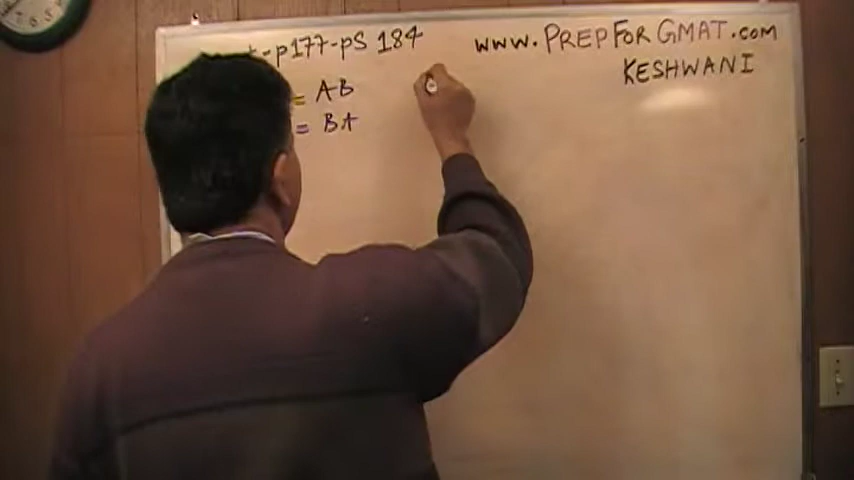 -p177-pS 184
www.PREPFORGMAT.com
KESHWANI
= AB
= BA